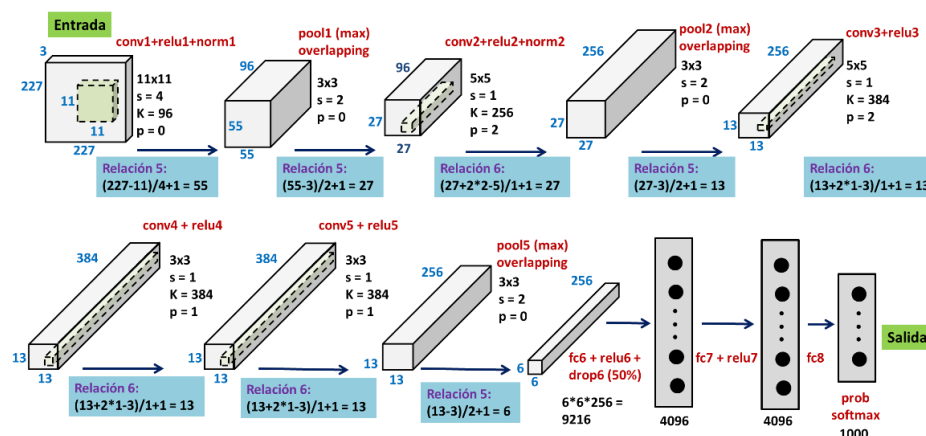 Entrada
3
227
11
11
227
conv1+relu1+norm1
11x11
s = 4
K = 96
p = 0
Relación 5:
(227-11)/4+1 = 55
96
55
55
pool1 (max)
overlapping
3x3
s = 2
p = 0
Relación 5:
(55-3)/2+1 = 27
96
27
27
conv2+relu2+norm2
5x5
s = 1
K = 256
p = 2
Relación 6:
(27+2*2-5)/1+1 = 27
256
27
27
pool2 (max)
overlapping
3x3
s = 2
p = 0
Relación 5:
(27-3)/2+1 = 13
256
13
13
conv3+relu3
5x5
s = 1
K = 384
p = 2
Relación 6:
(13+2*1-3)/1+1 = 13
384
13
13
conv4 + relu4
3x3
s = 1
K = 384
p = 1
Relación 6:
(13+2*1-3)/1+1 = 13
384
13
13
conv5 + relu5
3x3
s = 1
K = 384
p = 1
Relación 6:
(13+2*1-3)/1+1 = 13
256
13
13
pool5 (max)
overlapping
3x3
s = 2
p = 0
Relación 5:
(13-3)/2+1 = 6
256
6
6
fc6 + relu6 +
drop6 (50%)
6*6*256 =
9216
4096
fc7 + relu7
4096
fc8
Salida
prob
softmax
1000